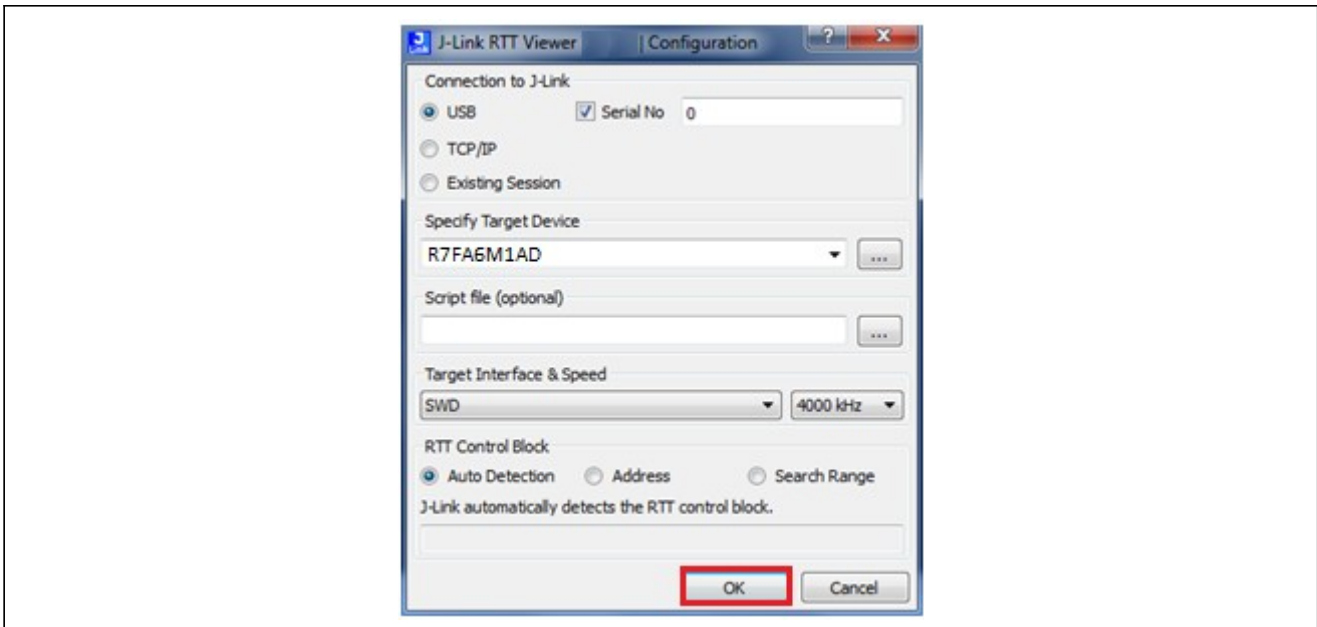 J-Link RTT Viewer | Configuration
Connection to J-Link
USB Serial No 0
TCP/IP
Existing Session
Specify Target Device
R7FA6M1AD ...
Script file (optional)
...
Target Interface & Speed
SWD 4000 kHz
RTT Control Block
Auto Detection Address Search Range
J-Link automatically detects the RTT control block.
OK Cancel